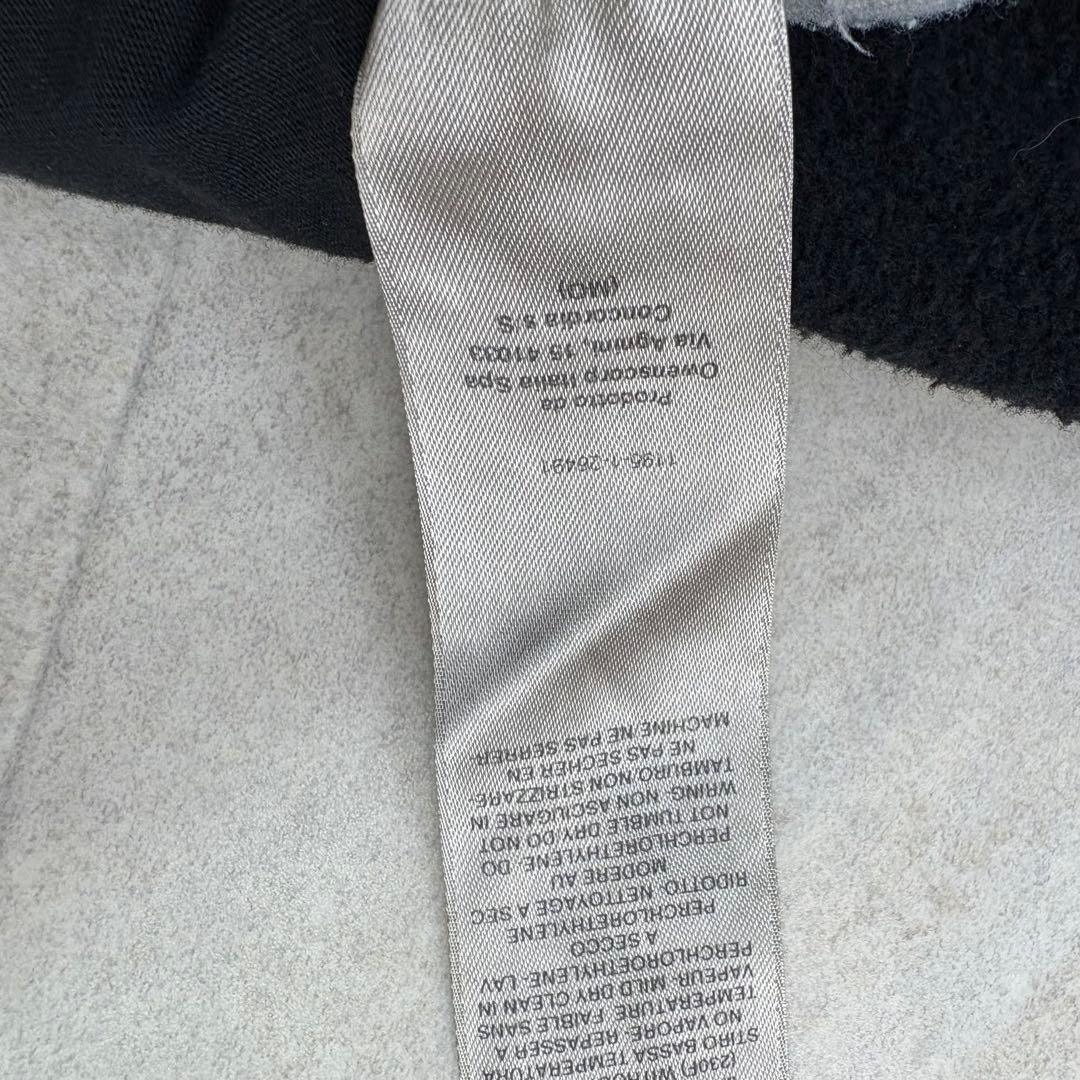 (230F) WITHOU
STIRO BASSA TEMPERATURA
NO VAPORE- REPASSER A
TEMPERATURE FAIBLE SANS
VAPEUR- MILD DRY CLEAN IN
PERCHLOROETHYLENE- LAV
A SECCO
PERCHLORETHYLENE
RIDOTTO- NETTOYAGE A SEC
MODERE AU
PERCHLORETHYLENE DO
NOT TUMBLE DRY DO NOT
WRING- NON ASCIUGARE IN
TAMBURO NON STRIZZARE-
NE PAS SECHER EN
MACHINE NE PAS SERRER
1195-1-26491
Prodotto da
Owenscorp Italia Spa
Via Agnini, 15 41033
Concordia s/S
(MO)